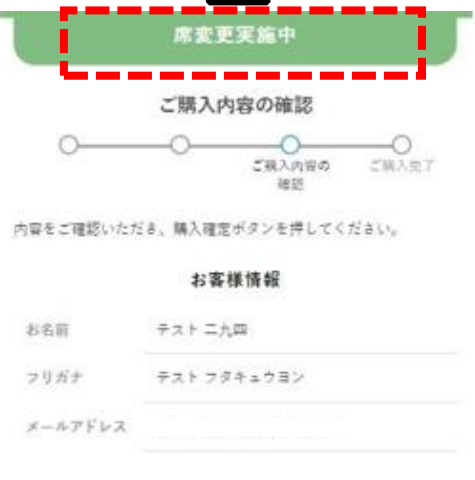 席変更実施中
ご購入内容の確認
ご購入内容の
確認
ご購入完了
内容をご確認いただき、購入確定ボタンを押してください。
お客様情報
お名前
テスト 二九四
フリガナ
テスト フタキュウヨン
メールアドレス